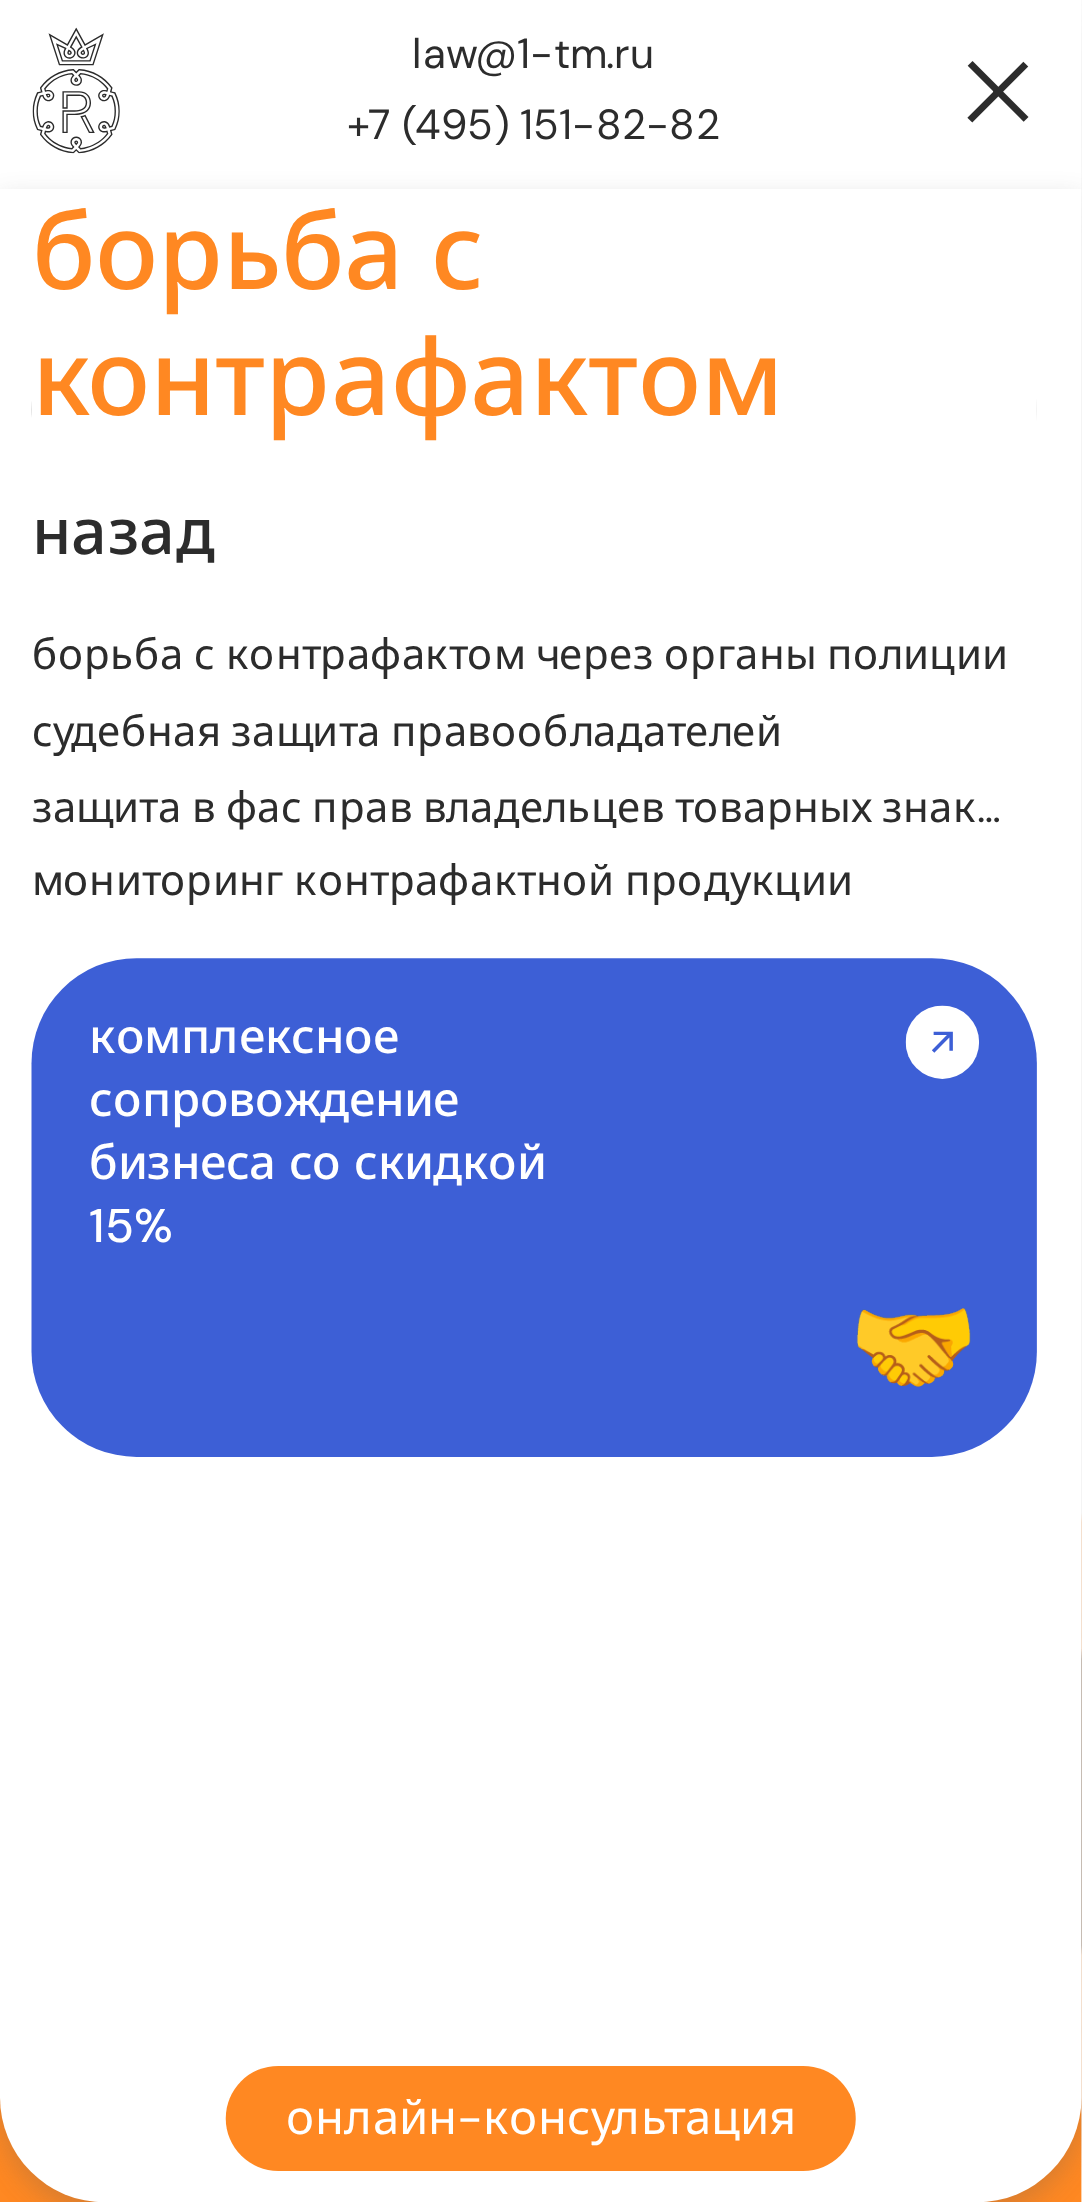 law@1-tm.ru
+7 (495) 151-82-82
R
борьба с
контрафактом
назад
борьба с контрафактом через органы полиции
судебная защита правообладателей
защита в фас прав владельцев товарных знак...
мониторинг контрафактной продукции
комплексное
сопровождение
бизнеса со скидкой
15%
онлайн-консультация